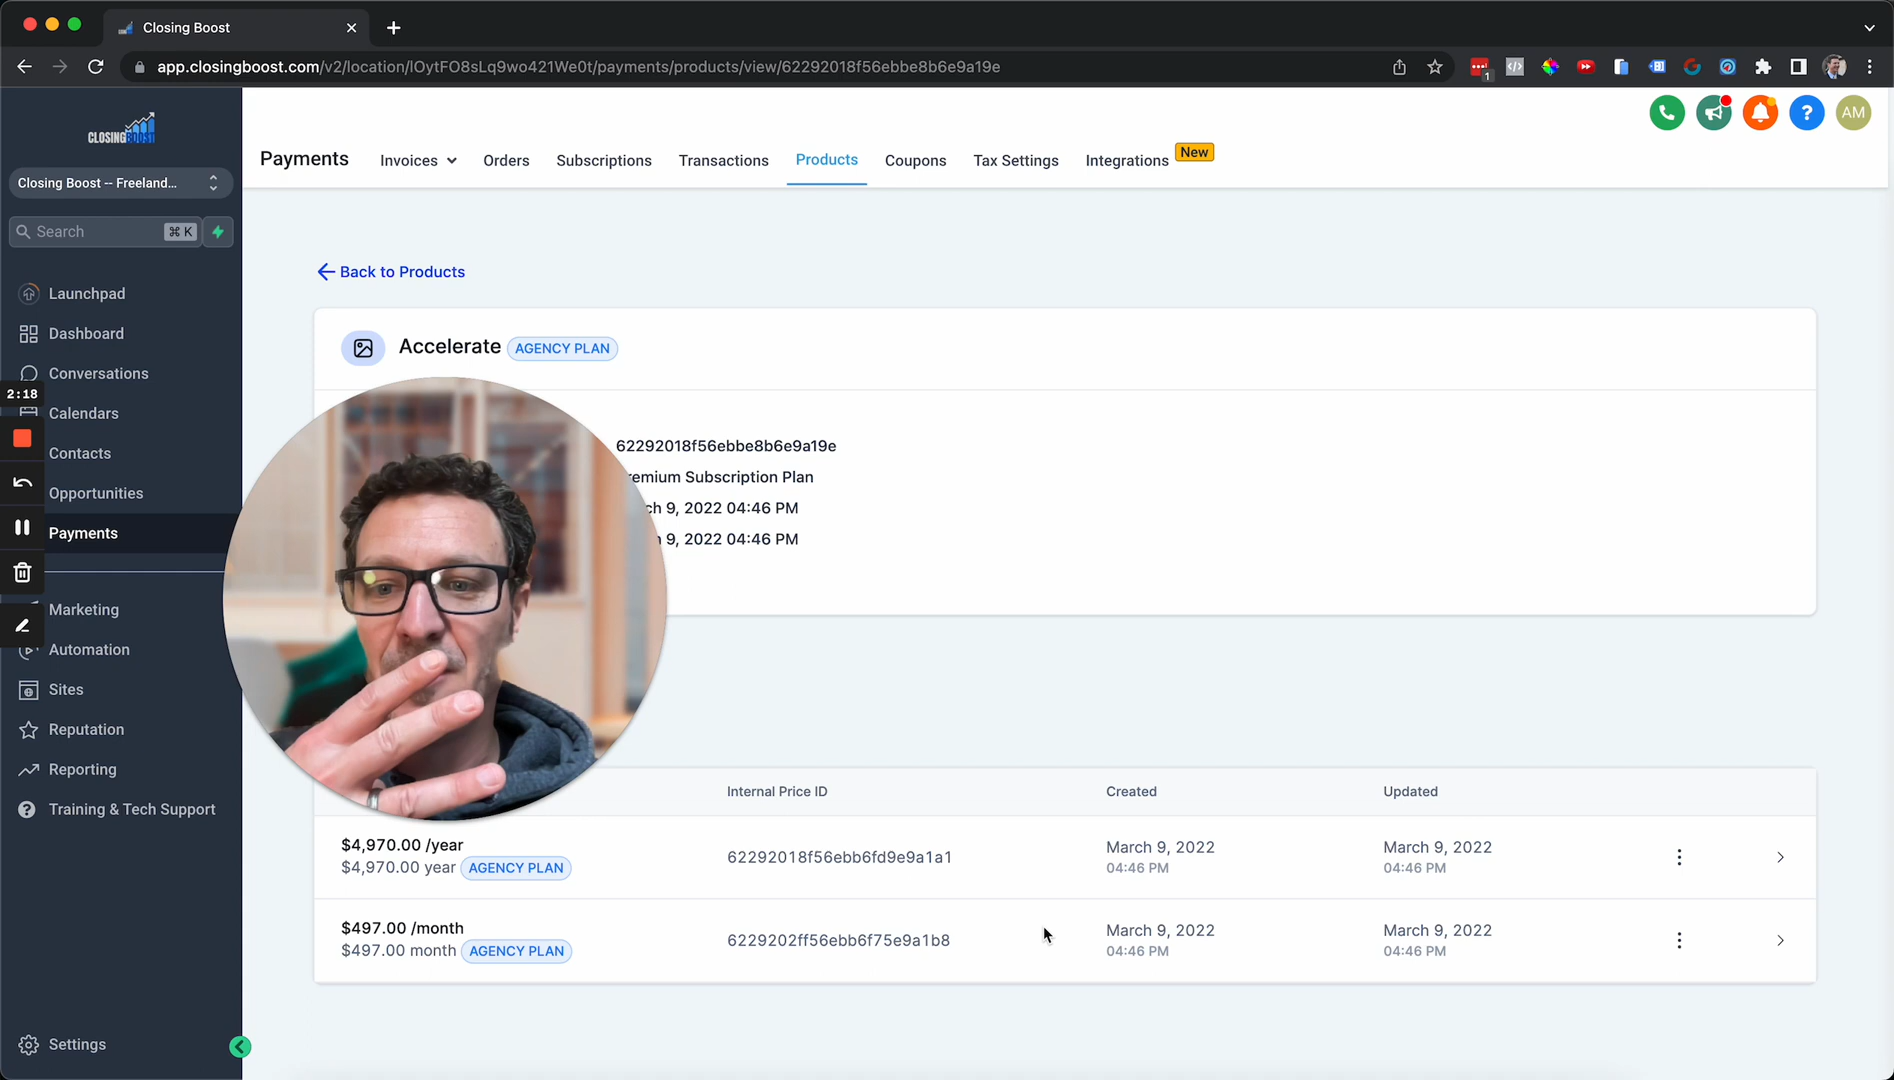 Closing Boost
app.closingboost.com/v2/location/lOytFO8sLq9wo421We0t/payments/products/view/62292018f56ebbe8b6e9a19e
1
CLOSINGBOOST
AM
Payments
Invoices
Orders
Subscriptions
Transactions
Products
Coupons
Tax Settings
Integrations
New
Closing Boost -- Freeland...
Search
⌘ K
Back to Products
Launchpad
Dashboard
Conversations
2:18
Calendars
Contacts
Opportunities
Payments
Marketing
Automation
Sites
Reputation
Reporting
Training & Tech Support
Settings
Accelerate
AGENCY PLAN
62292018f56ebbe8b6e9a19e
remium Subscription Plan
ch 9, 2022 04:46 PM
9, 2022 04:46 PM
Internal Price ID
Created
Updated
$4,970.00 /year
$4,970.00 year
AGENCY PLAN
62292018f56ebb6fd9e9a1a1
March 9, 2022
04:46 PM
March 9, 2022
04:46 PM
$497.00 /month
$497.00 month
AGENCY PLAN
6229202ff56ebb6f75e9a1b8
March 9, 2022
04:46 PM
March 9, 2022
04:46 PM